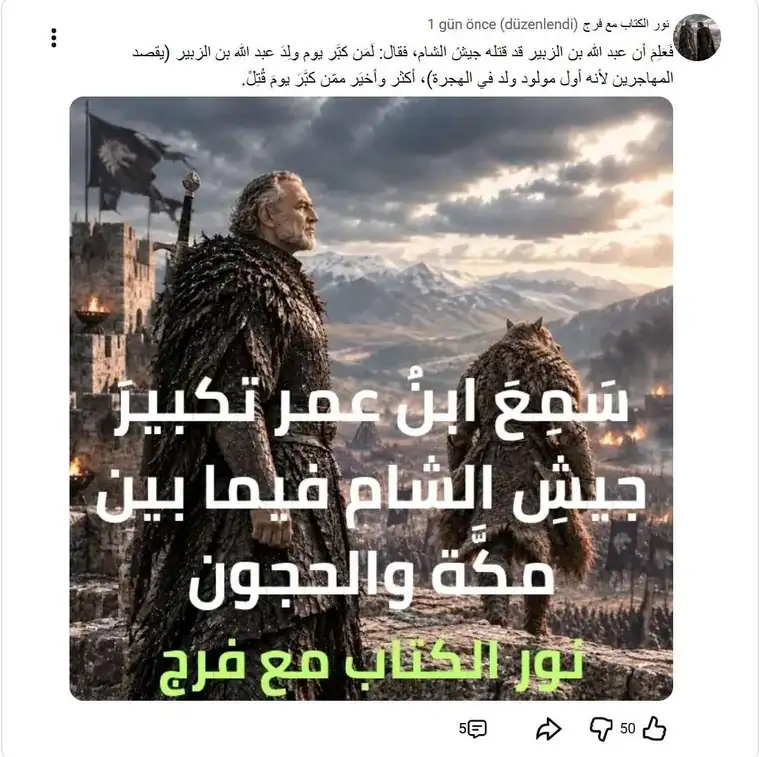 نور الكتاب مع فرج 1 gün önce (düzenlendi)
فَعلِمَ أن عبد الله بن الزبير قد قتله جيشُ الشام، فقال: لَمَن كبَّر يوم ولِدَ عبد الله بن الزبير (يقصد
المهاجرين لأنه أول مولود ولد في الهجرة)، أكثر وأخيَر ممّن كبَّرَ يومَ قُتِلْ.
سَمِعَ ابنُ عمر تكبيرَ
جيشِ الشام فيما بين
مكَّة والحجون
نور الكتاب مع فرج
50
5